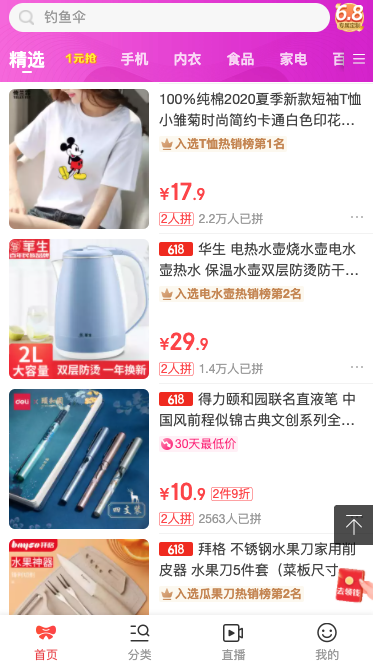 钓鱼伞
6.8
精选
1元抢
手机
内衣
食品
家电
百
100%纯棉2020夏季新款短袖T恤
小雏菊时尚简约卡通白色印花...
入选T恤热销榜第1名
¥17.9
2人拼
2.2万人已拼
...
华生
2L
大容量
双层防烫 一年换新
618 华生 电热水壶烧水壶电水
壶热水 保温水壶双层防烫防干...
入选电水壶热销榜第2名
¥29.9
2人拼
1.4万人已拼
...
deli
颐和园
四支装
618 得力颐和园联名直液笔 中
国风前程似锦古典文创系列全...
30天最低价
¥10.9
2件9折
2人拼
2563人已拼
bayco 拜格
水果神器
618 拜格 不锈钢水果刀家用削
皮器 水果刀5件套（菜板尺寸...
入选瓜果刀热销榜第2名
去领钱
首页
分类
直播
我的